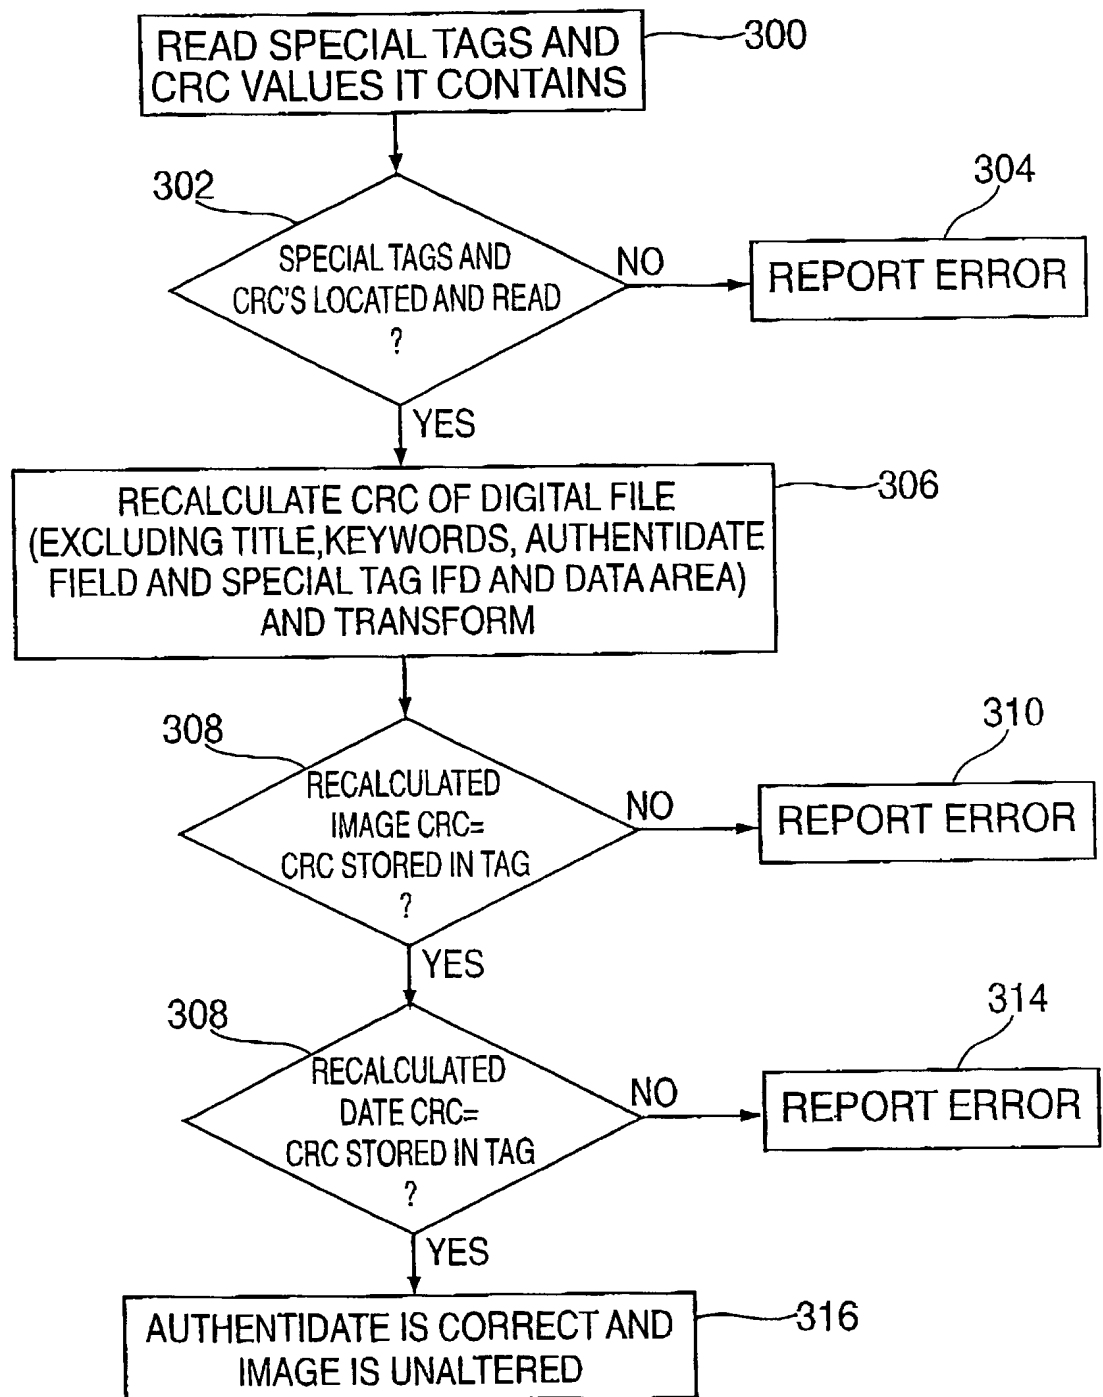 READ SPECIAL TAGS AND
CRC VALUES IT CONTAINS
300
302
SPECIAL TAGS AND
CRC'S LOCATED AND READ
?
NO
304
REPORT ERROR
YES
RECALCULATE CRC OF DIGITAL FILE
(EXCLUDING TITLE,KEYWORDS, AUTHENTIDATE
FIELD AND SPECIAL TAG IFD AND DATA AREA)
AND TRANSFORM
306
308
RECALCULATED
IMAGE CRC=
CRC STORED IN TAG
?
NO
310
REPORT ERROR
YES
308
RECALCULATED
DATE CRC=
CRC STORED IN TAG
?
NO
314
REPORT ERROR
YES
AUTHENTIDATE IS CORRECT AND
IMAGE IS UNALTERED
316